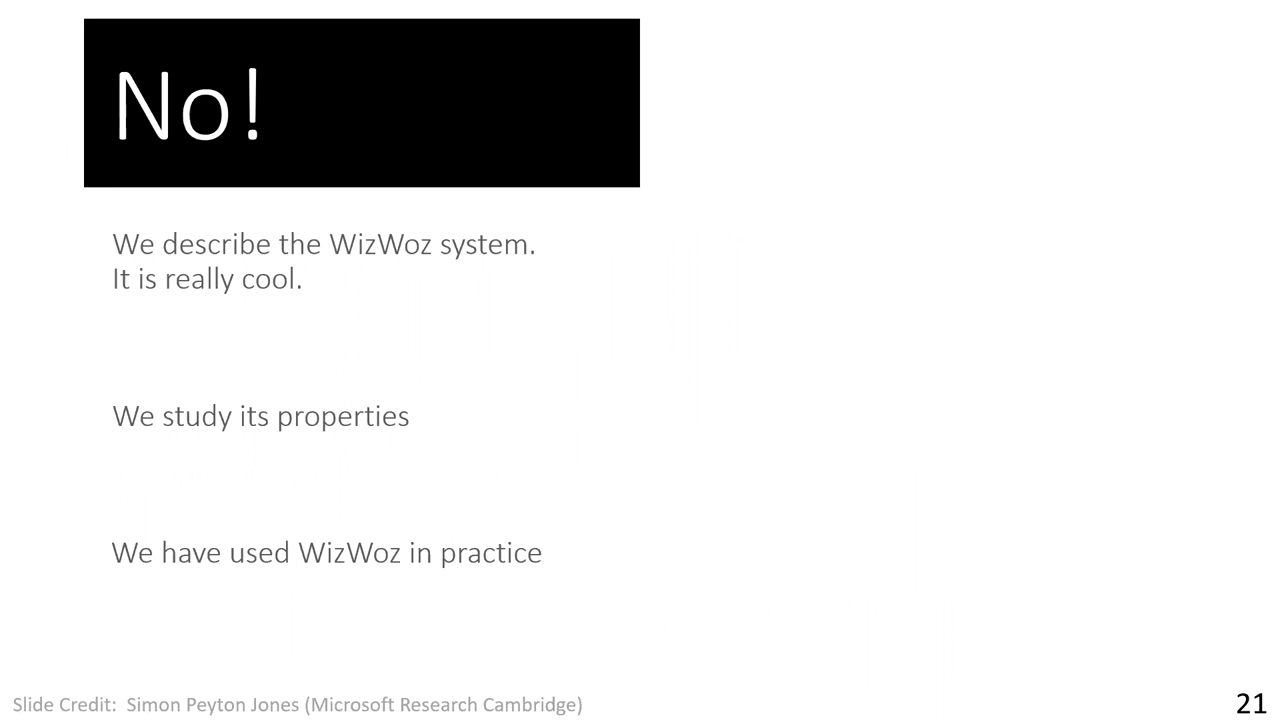 No!
We describe the WizWoz system.
It is really cool.
We study its properties
We have used WizWoz in practice
Slide Credit: Simon Peyton Jones (Microsoft Research Cambridge)
21